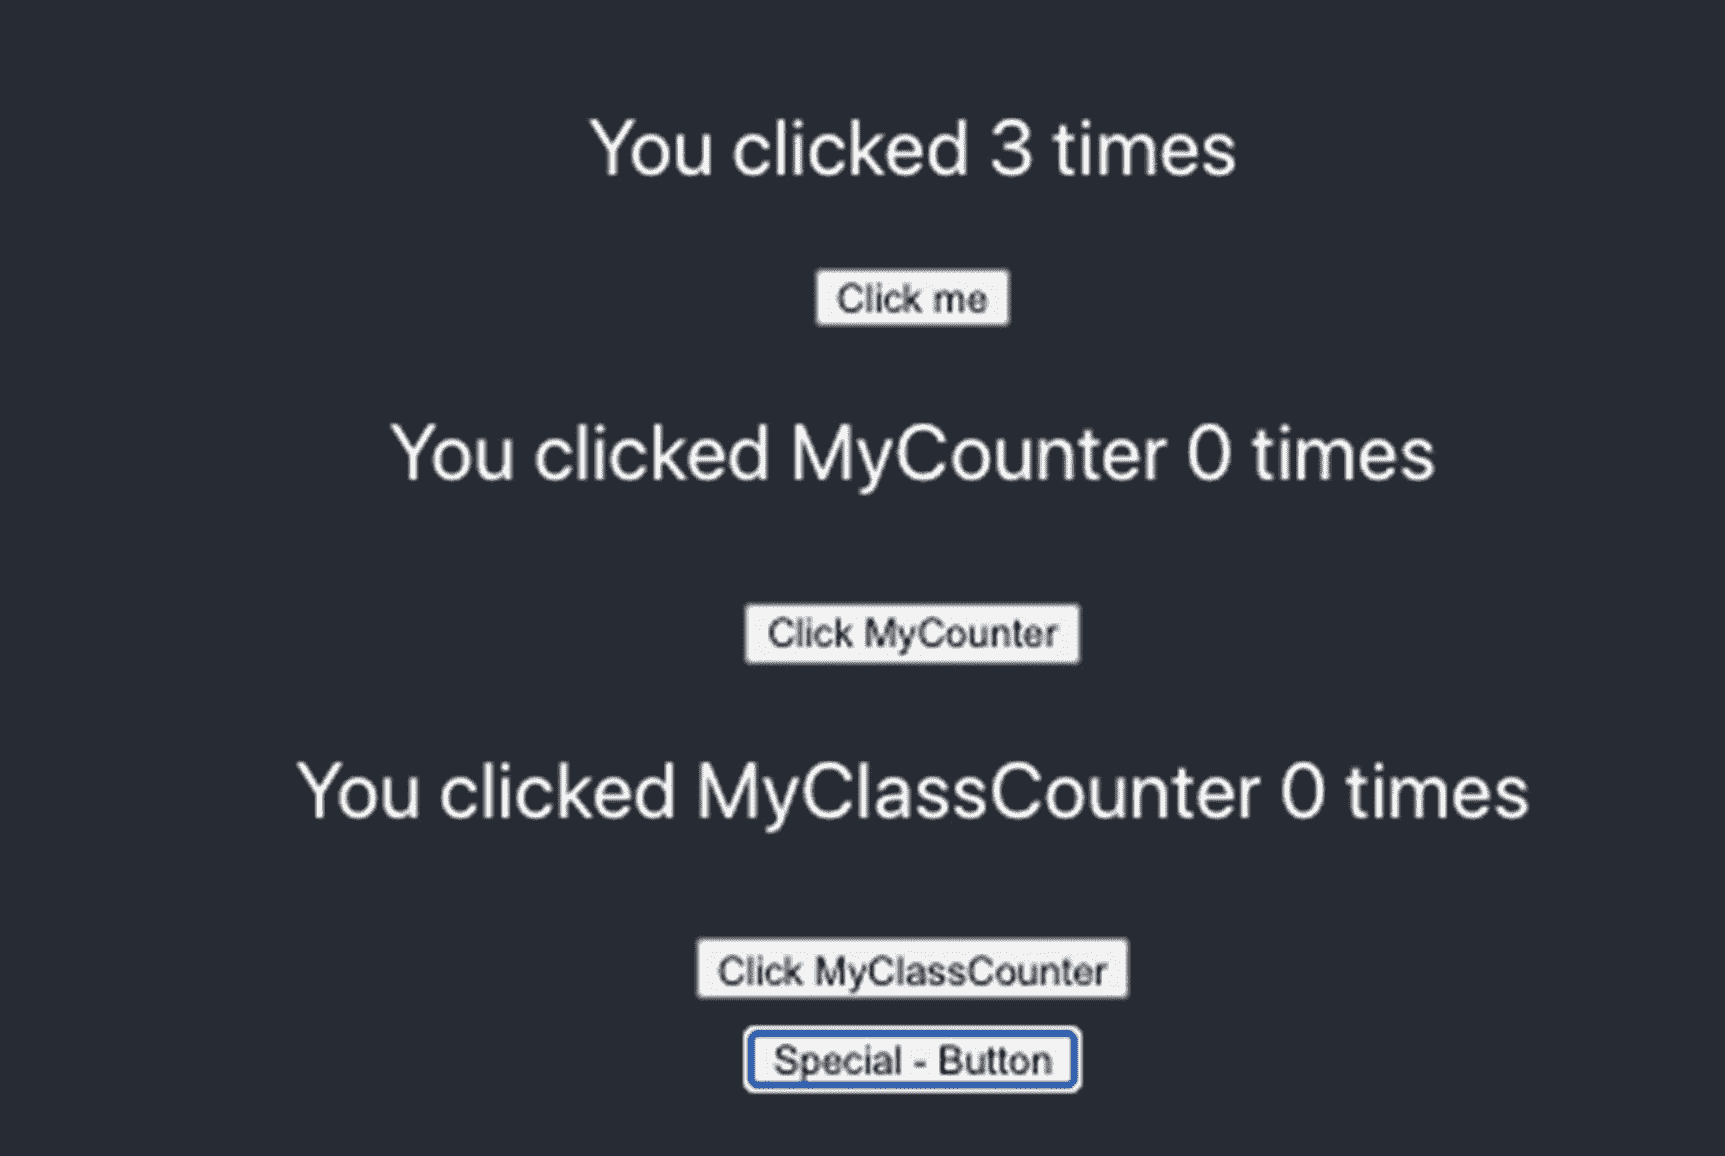 You clicked 3 times
Click me
You clicked MyCounter 0 times
Click MyCounter
You clicked MyClassCounter 0 times
Click MyClassCounter
Special - Button